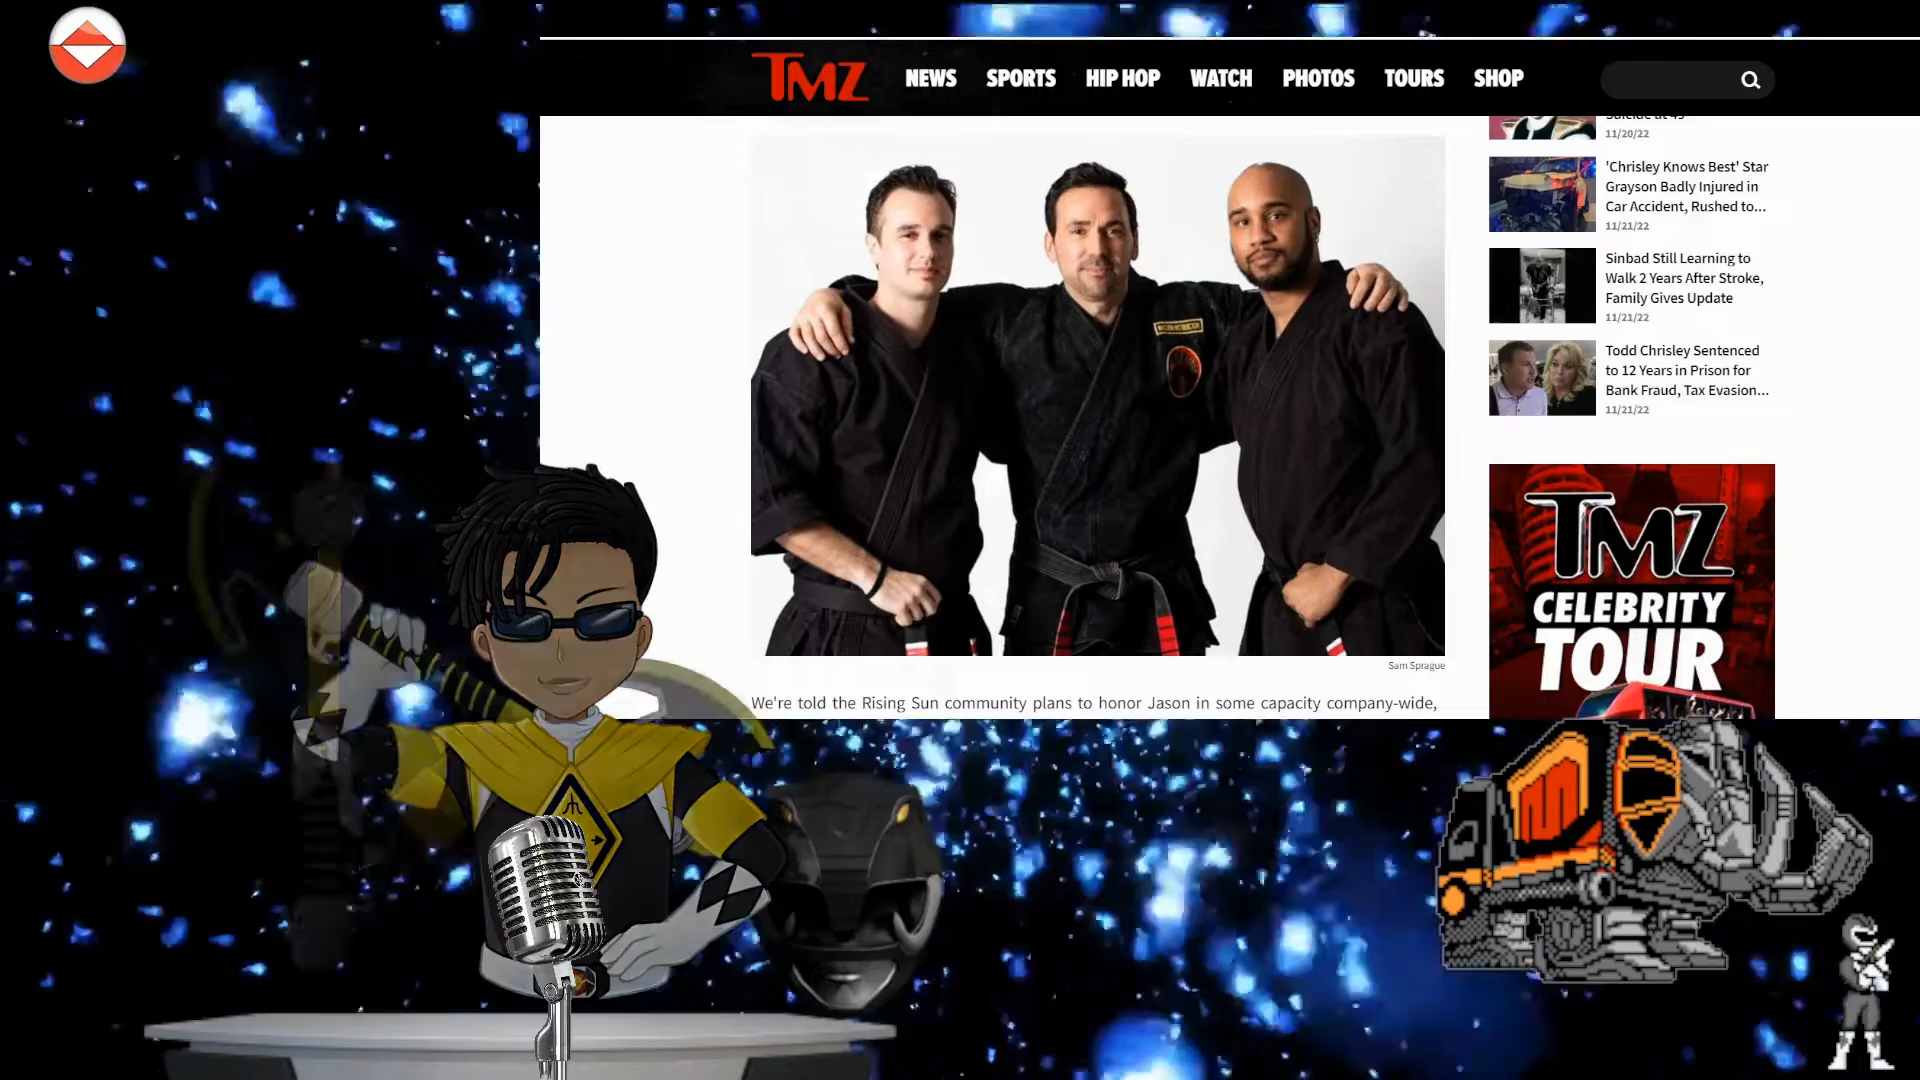 TMZ NEWS SPORTS HIP HOP WATCH PHOTOS TOURS SHOP
11/20/22
'Chrisley Knows Best' Star
Grayson Badly Injured in
Car Accident, Rushed to...
11/21/22
Sinbad Still Learning to
Walk 2 Years After Stroke,
Family Gives Update
11/21/22
Todd Chrisley Sentenced
to 12 Years in Prison for
Bank Fraud, Tax Evasion...
11/21/22
TMZ
CELEBRITY
TOUR
Sam Sprague
We're told the Rising Sun community plans to honor Jason in some capacity company-wide,